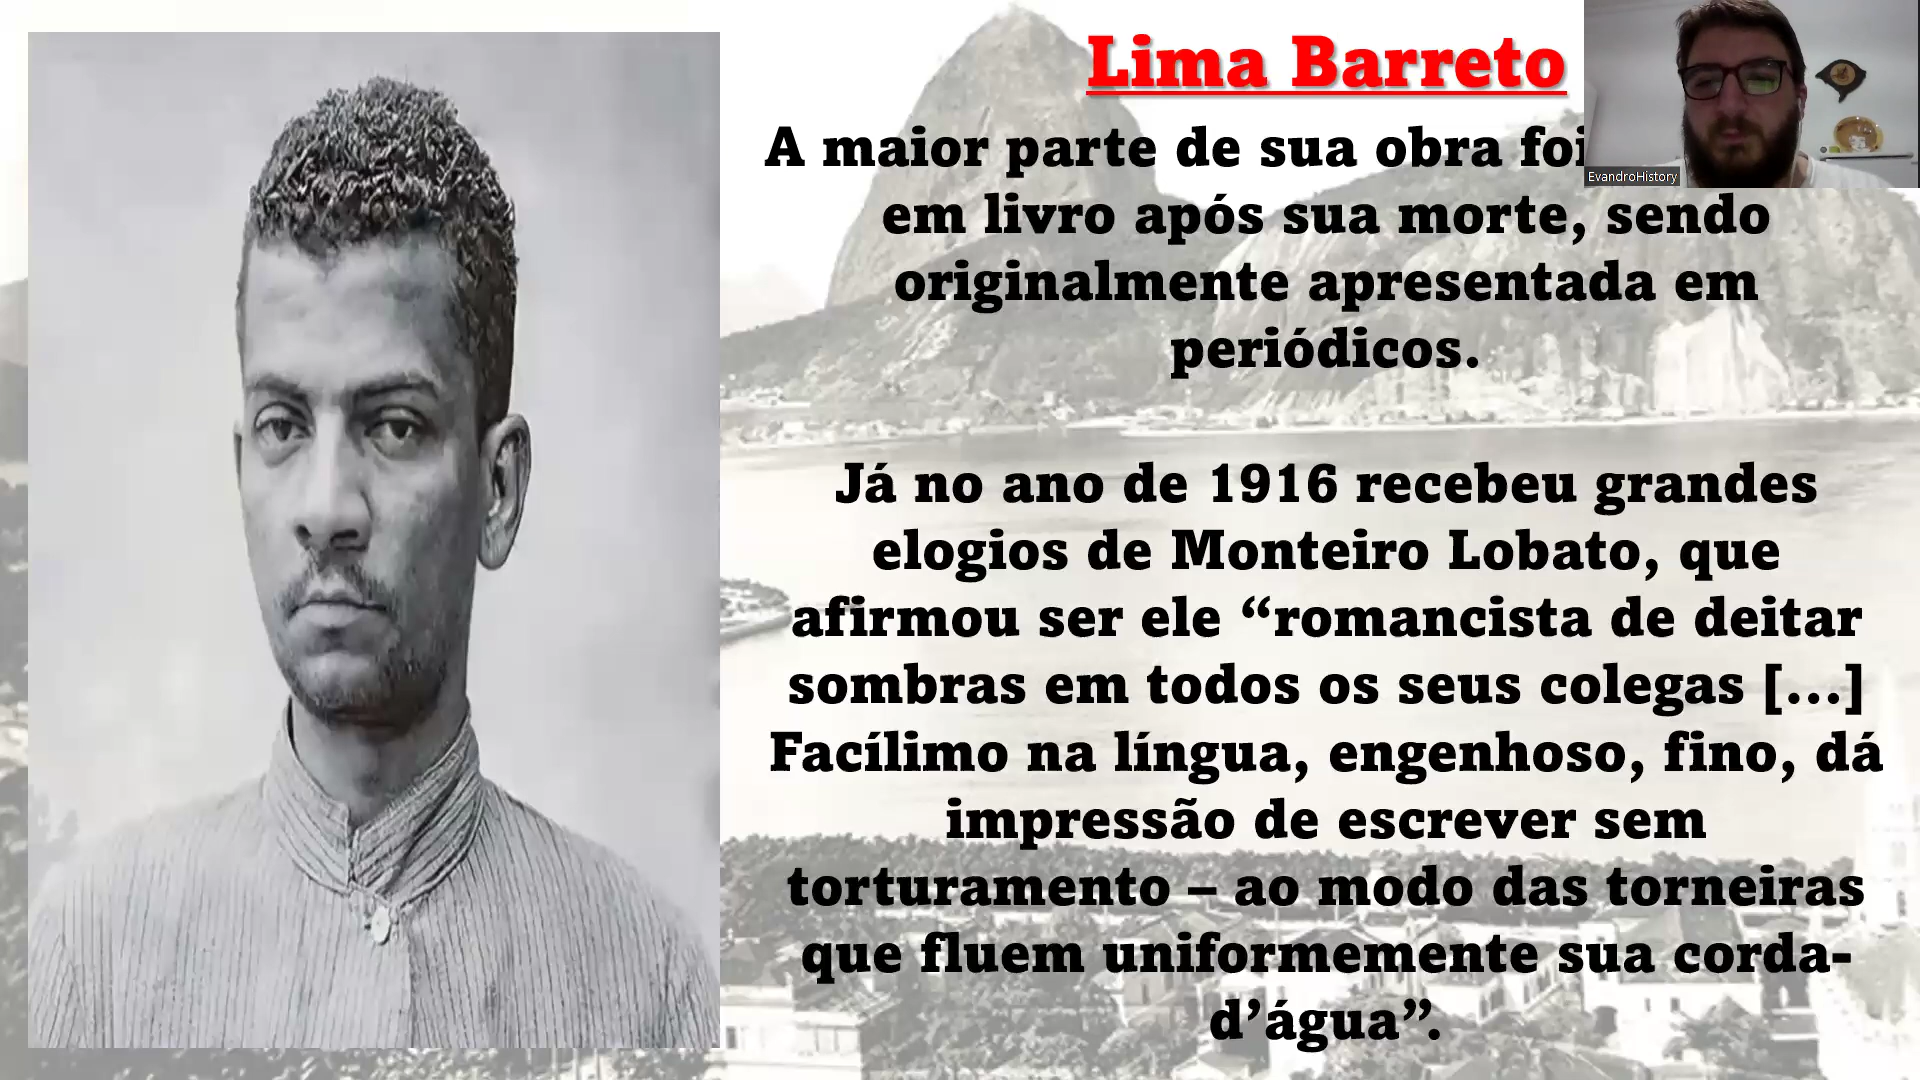 Lima Barreto
A maior parte de sua obra foi
em livro após sua morte, sendo
originalmente apresentada em
periódicos.
Já no ano de 1916 recebeu grandes
elogios de Monteiro Lobato, que
afirmou ser ele “romancista de deitar
sombras em todos os seus colegas [...]
Facílimo na língua, engenhoso, fino, dá
impressão de escrever sem
torturamento – ao modo das torneiras
que fluem uniformemente sua corda-
d’água”.
EvandroHistory